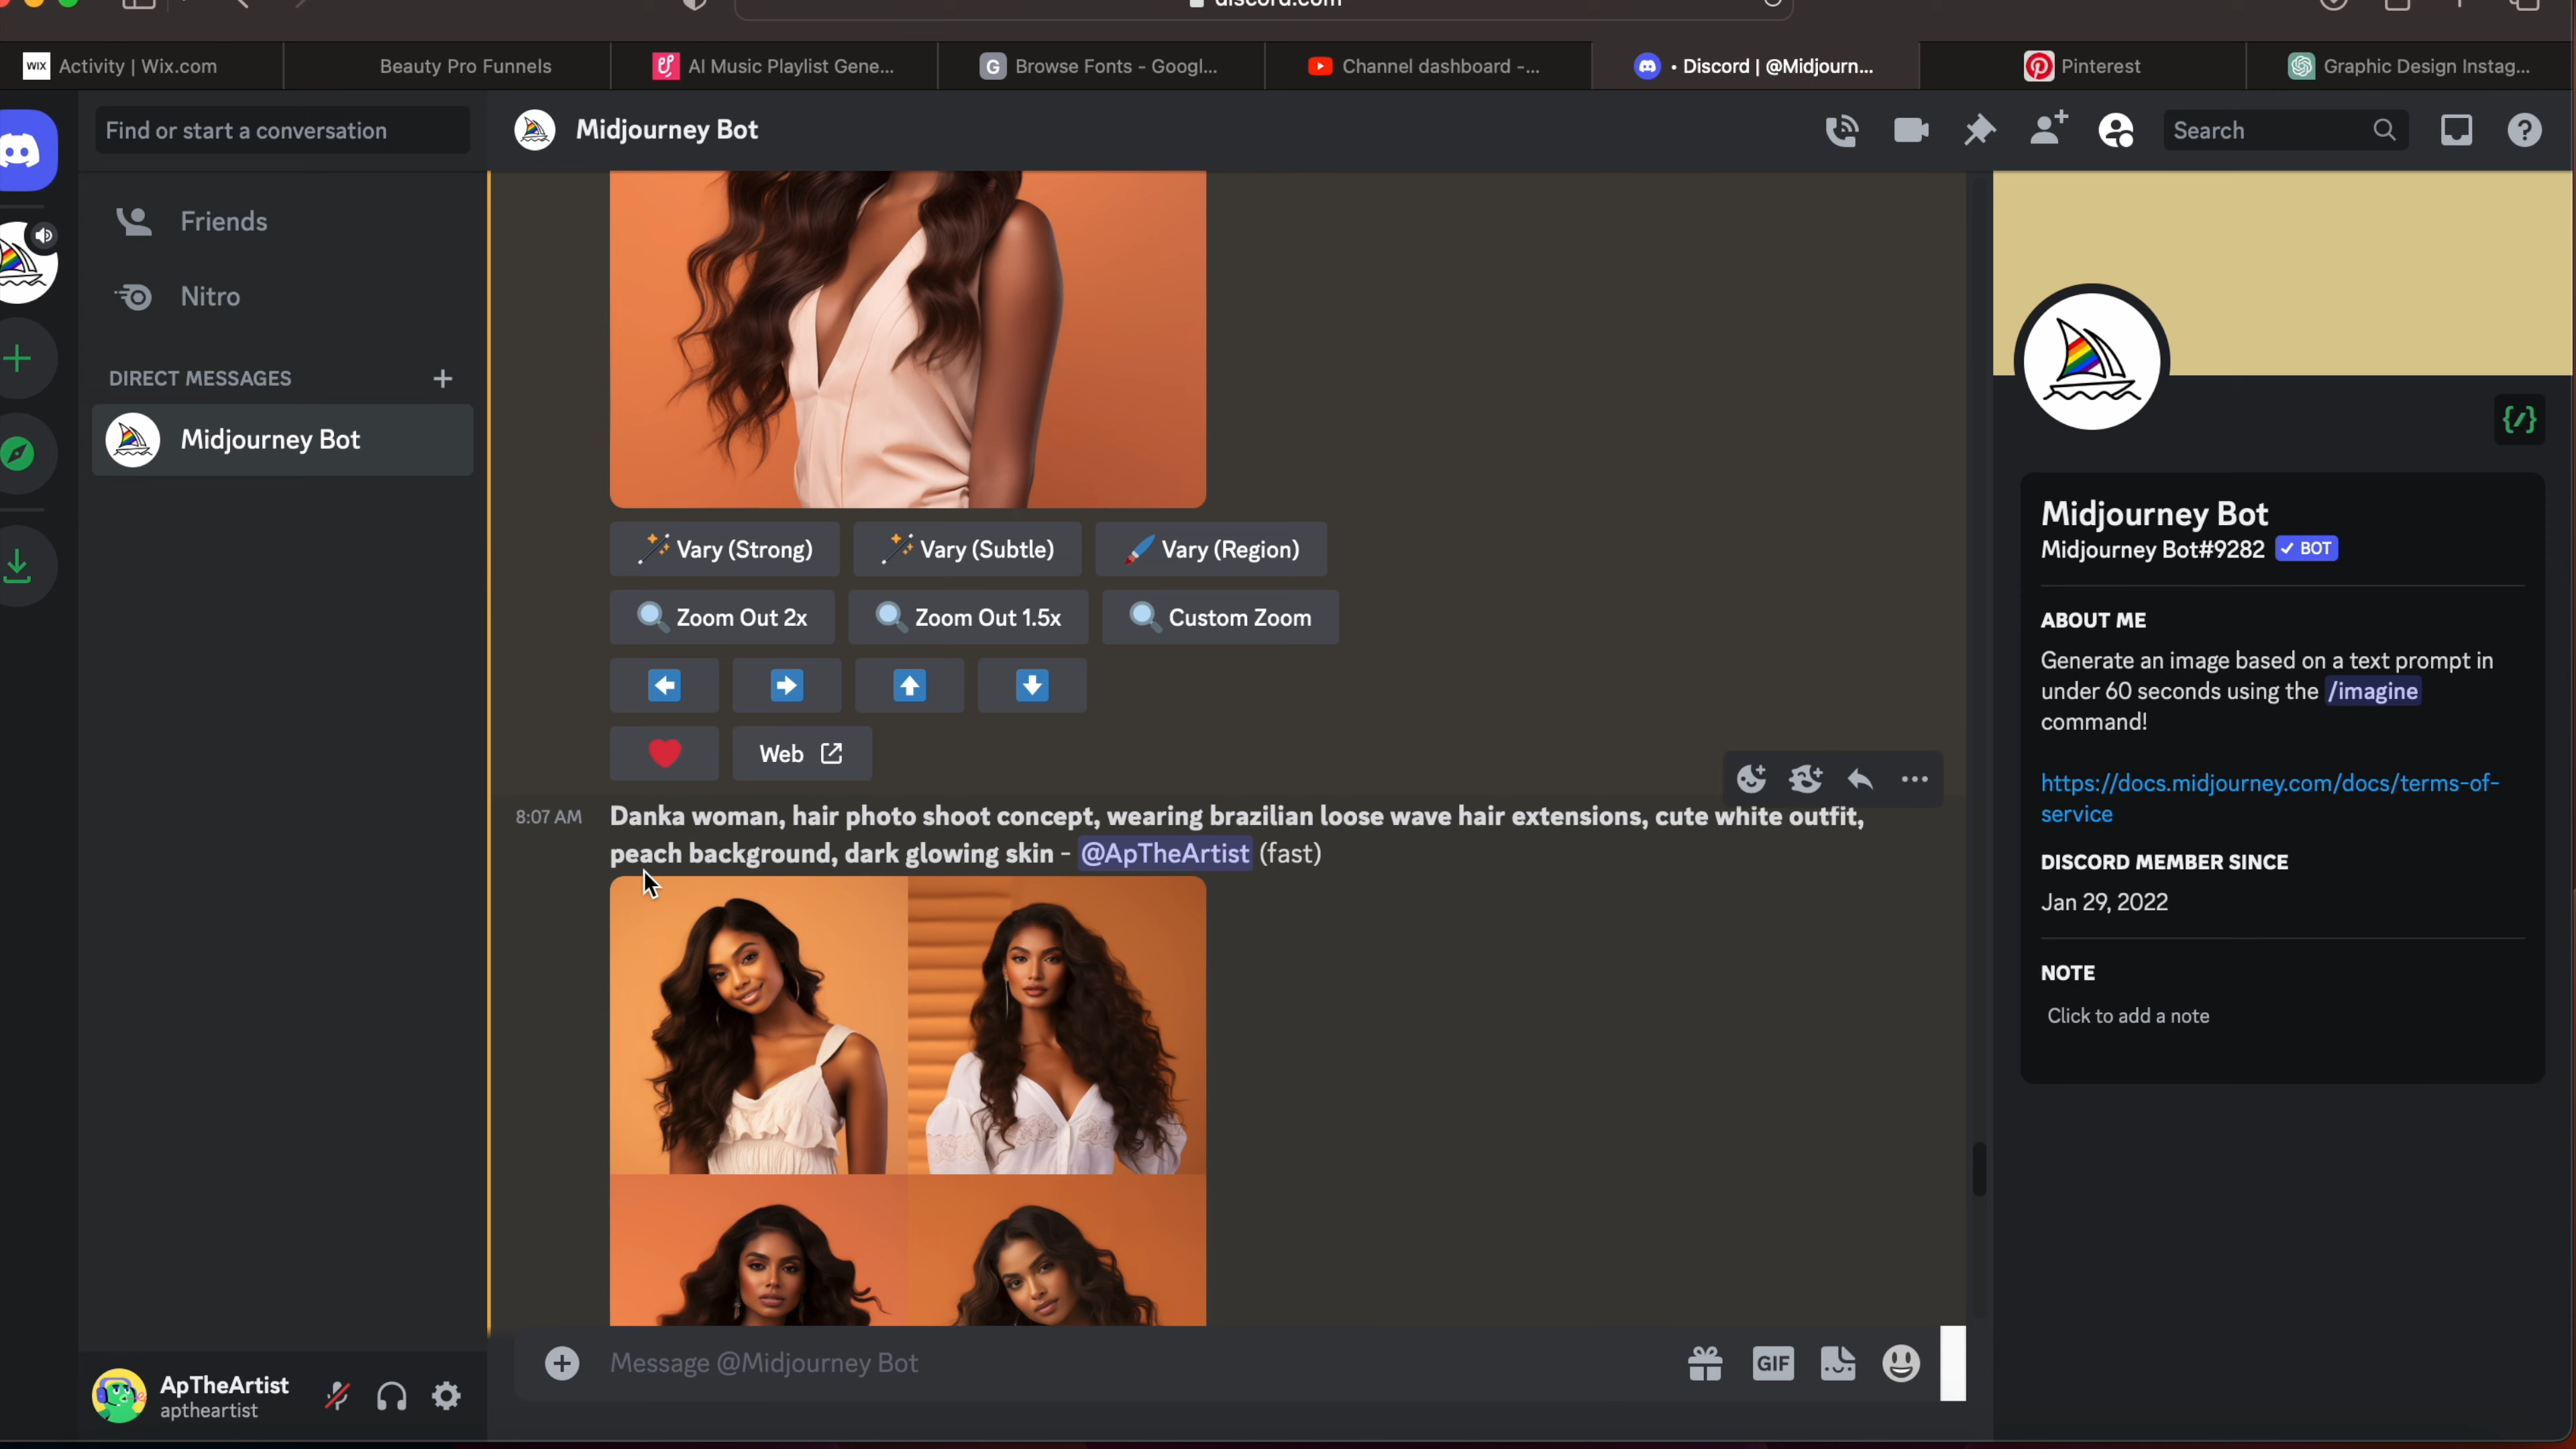 discord.com
WIX Activity | Wix.com
Beauty Pro Funnels
AI Music Playlist Gene...
G Browse Fonts - Googl...
Channel dashboard -...
• Discord | @Midjourn...
Pinterest
Graphic Design Instag...
Find or start a conversation
Midjourney Bot
Search
Friends
Nitro
DIRECT MESSAGES
Midjourney Bot
Vary (Strong)
Vary (Subtle)
Vary (Region)
Zoom Out 2x
Zoom Out 1.5x
Custom Zoom
Web
8:07 AM
Danka woman, hair photo shoot concept, wearing brazilian loose wave hair extensions, cute white outfit,
peach background, dark glowing skin - @ApTheArtist (fast)
Message @Midjourney Bot
GIF
ApTheArtist
aptheartist
Midjourney Bot
Midjourney Bot#9282 ✓ BOT
ABOUT ME
Generate an image based on a text prompt in
under 60 seconds using the /imagine
command!
https://docs.midjourney.com/docs/terms-of-
service
DISCORD MEMBER SINCE
Jan 29, 2022
NOTE
Click to add a note